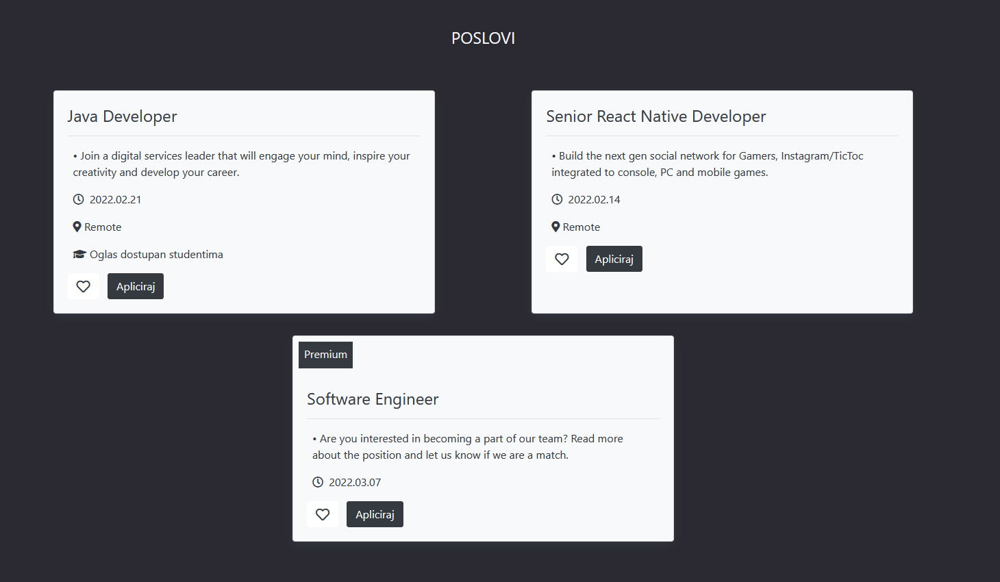 POSLOVI
Java Developer
• Join a digital services leader that will engage your mind, inspire your
creativity and develop your career.
2022.02.21
Remote
Oglas dostupan studentima
Apliciraj
Senior React Native Developer
• Build the next gen social network for Gamers, Instagram/TicToc
integrated to console, PC and mobile games.
2022.02.14
Remote
Apliciraj
Premium
Software Engineer
• Are you interested in becoming a part of our team? Read more
about the position and let us know if we are a match.
2022.03.07
Apliciraj